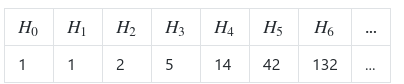 H₀ H₁ H₂ H₃ H₄ H₅ H₆ ...
1 1 2 5 14 42 132 ...